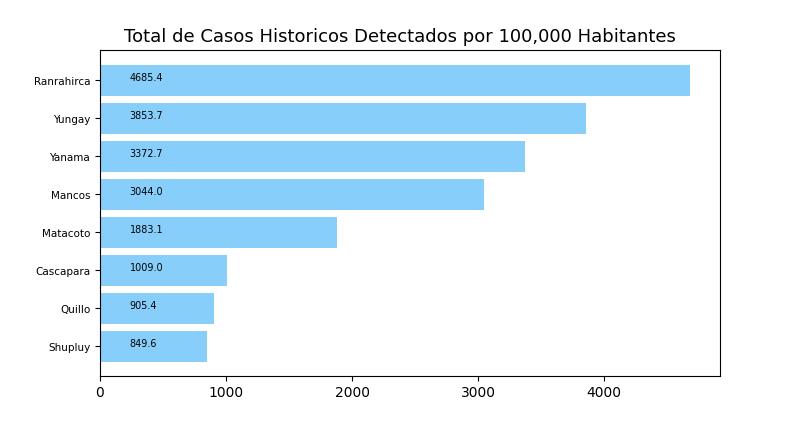 Total de Casos Historicos Detectados por 100,000 Habitantes
Ranrahirca 4685.4
Yungay 3853.7
Yanama 3372.7
Mancos 3044.0
Matacoto 1883.1
Cascapara 1009.0
Quillo 905.4
Shupluy 849.6
0 1000 2000 3000 4000